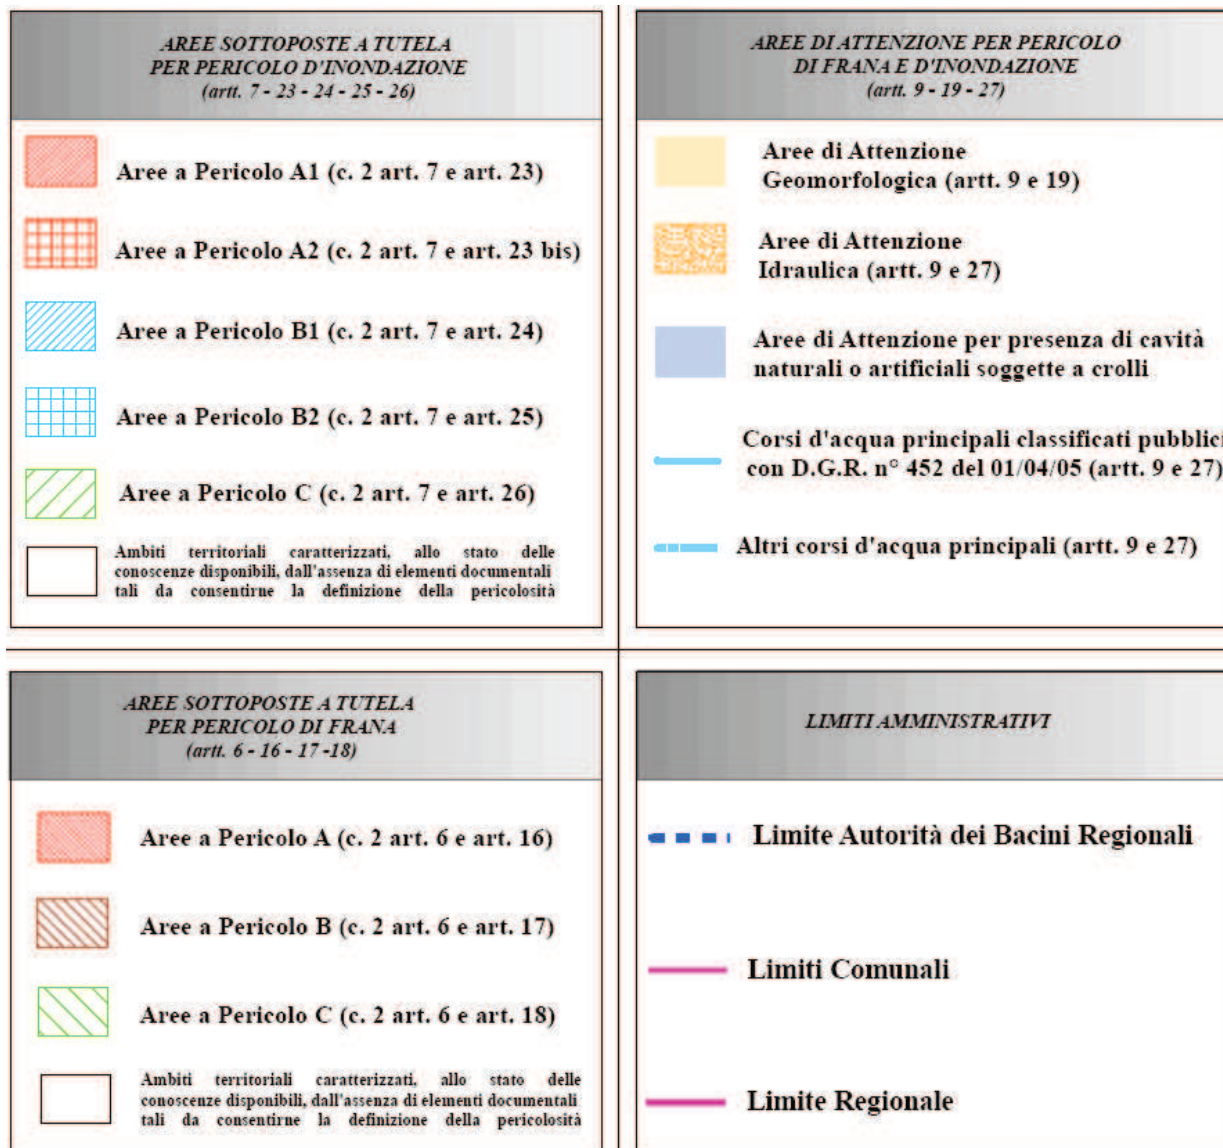 AREE SOTTOPOSTE A TUTELA
PER PERICOLO D'INONDAZIONE
(artt. 7 - 23 - 24 - 25 - 26)
Aree a Pericolo A1 (c. 2 art. 7 e art. 23)
Aree a Pericolo A2 (c. 2 art. 7 e art. 23 bis)
Aree a Pericolo B1 (c. 2 art. 7 e art. 24)
Aree a Pericolo B2 (c. 2 art. 7 e art. 25)
Aree a Pericolo C (c. 2 art. 7 e art. 26)
Ambiti territoriali caratterizzati, allo stato delle
conoscenze disponibili, dall'assenza di elementi documentali
tali da consentirne la definizione della pericolosità
AREE DI ATTENZIONE PER PERICOLO
DI FRANA E D'INONDAZIONE
(artt. 9 - 19 - 27)
Aree di Attenzione
Geomorfologica (artt. 9 e 19)
Aree di Attenzione
Idraulica (artt. 9 e 27)
Aree di Attenzione per presenza di cavità
naturali o artificiali soggette a crolli
Corsi d'acqua principali classificati pubblici
con D.G.R. n° 452 del 01/04/05 (artt. 9 e 27)
Altri corsi d'acqua principali (artt. 9 e 27)
AREE SOTTOPOSTE A TUTELA
PER PERICOLO DI FRANA
(artt. 6 - 16 - 17 -18)
Aree a Pericolo A (c. 2 art. 6 e art. 16)
Aree a Pericolo B (c. 2 art. 6 e art. 17)
Aree a Pericolo C (c. 2 art. 6 e art. 18)
Ambiti territoriali caratterizzati, allo stato delle
conoscenze disponibili, dall'assenza di elementi documentali
tali da consentirne la definizione della pericolosità
LIMITI AMMINISTRATIVI
Limite Autorità dei Bacini Regionali
Limiti Comunali
Limite Regionale